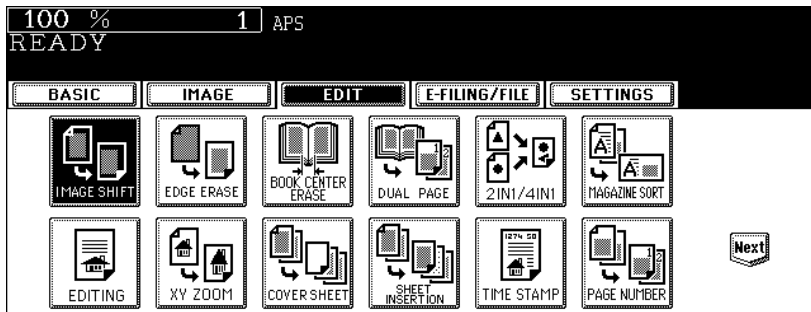 100 % 1 APS
READY
BASIC IMAGE EDIT E-FILING/FILE SETTINGS
IMAGE SHIFT EDGE ERASE BOOK CENTER ERASE DUAL PAGE 2IN1/4IN1 MAGAZINE SORT
EDITING XY ZOOM COVER SHEET SHEET INSERTION TIME STAMP PAGE NUMBER Next